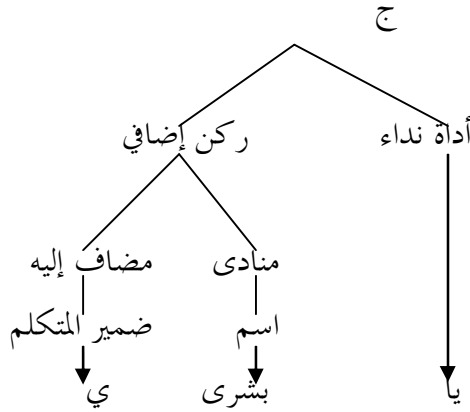 ج
أداة نداء ركن إضافي
منادى مضاف إليه
اسم ضمير المتكلم
يا بشرى ي